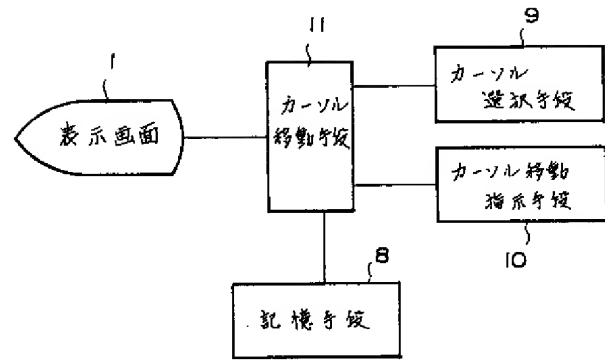 1
表示画面
11
カーソル
移動手段
9
カーソル
選択手段
カーソル移動
指示手段
10
8
記憶手段